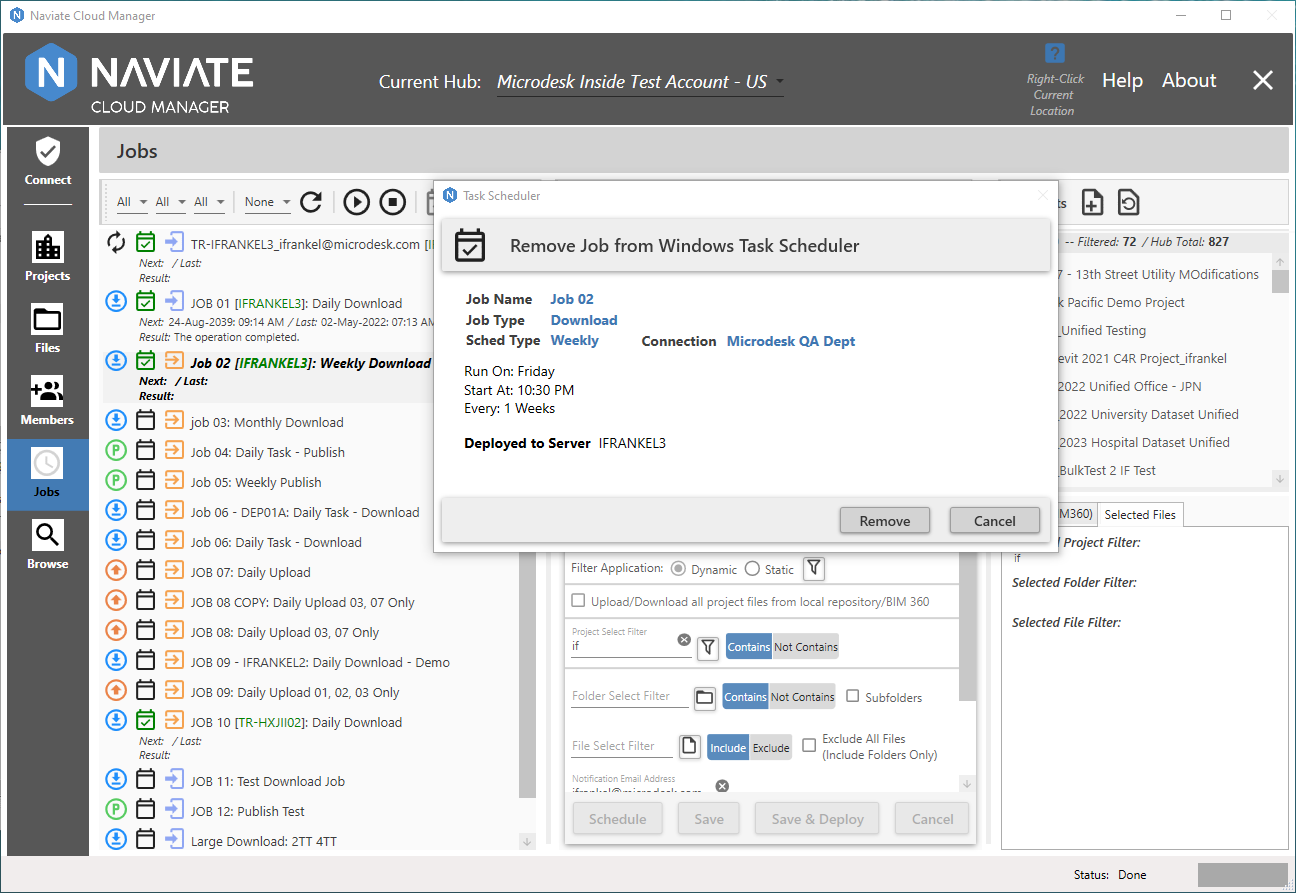 Naviate Cloud Manager
N NAVIATE
CLOUD MANAGER
Current Hub: Microdesk Inside Test Account - US
?
Right-Click
Current
Location
Help About
Connect
Projects
Files
Members
Jobs
Browse
Jobs
All All All None
TR-IFRANKEL3_ifrankel@microdesk.com
Next: / Last:
Result:
JOB 01 [IFRANKEL3]: Daily Download
Next: 24-Aug-2039: 09:14 AM / Last: 02-May-2022: 07:13 AM
Result: The operation completed.
Job 02 [IFRANKEL3]: Weekly Download
Next: / Last:
Result:
job 03: Monthly Download
P Job 04: Daily Task - Publish
P Job 05: Weekly Publish
Job 06 - DEP01A: Daily Task - Download
Job 06: Daily Task - Download
JOB 07: Daily Upload
JOB 08 COPY: Daily Upload 03, 07 Only
JOB 08: Daily Upload 03, 07 Only
JOB 09 - IFRANKEL2: Daily Download - Demo
JOB 09: Daily Upload 01, 02, 03 Only
JOB 10 [TR-HXJII02]: Daily Download
Next: / Last:
Result:
JOB 11: Test Download Job
P JOB 12: Publish Test
Large Download: 2TT 4TT
Task Scheduler
Remove Job from Windows Task Scheduler
Job Name Job 02
Job Type Download
Sched Type Weekly Connection Microdesk QA Dept
Run On: Friday
Start At: 10:30 PM
Every: 1 Weeks
Deployed to Server IFRANKEL3
Remove Cancel
Filter Application: Dynamic Static
Upload/Download all project files from local repository/BIM 360
Project Select Filter
if
Contains Not Contains
Folder Select Filter Contains Not Contains Subfolders
File Select Filter Include Exclude Exclude All Files
(Include Folders Only)
Notification Email Address
ifrankel@microdesk.com
Schedule Save Save & Deploy Cancel
-- Filtered: 72 / Hub Total: 827
7 - 13th Street Utility MOdifications
k Pacific Demo Project
_Unified Testing
evit 2021 C4R Project_ifrankel
2022 Unified Office - JPN
_2022 University Dataset Unified
_2023 Hospital Dataset Unified
_BulkTest 2 IF Test
M360) Selected Files
Project Filter:
if
Selected Folder Filter:
Selected File Filter:
Status: Done